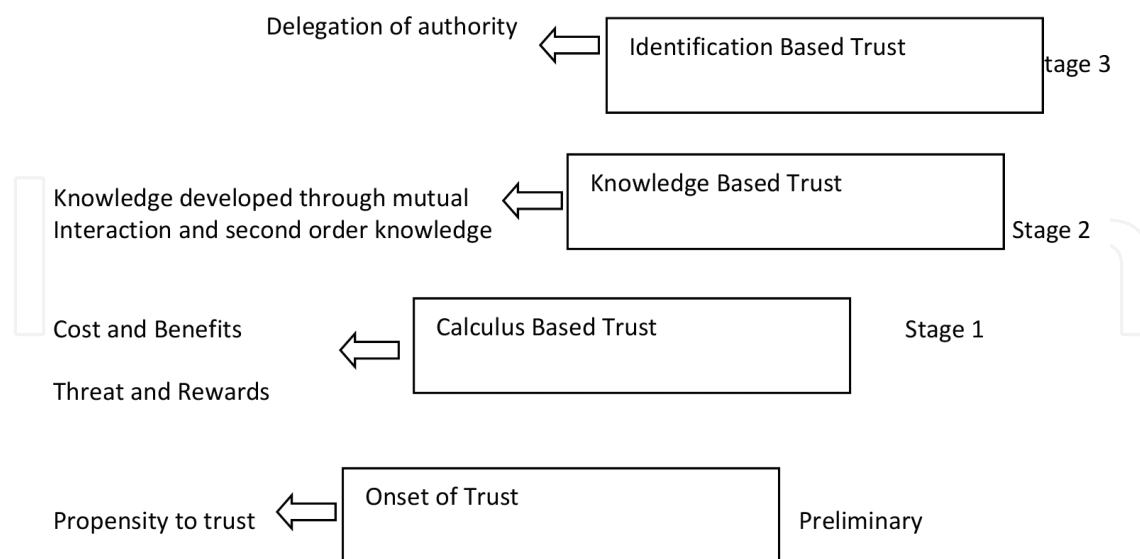 Delegation of authority
Identification Based Trust
tage 3
Knowledge Based Trust
Knowledge developed through mutual
Interaction and second order knowledge
Stage 2
Cost and Benefits
Calculus Based Trust
Stage 1
Threat and Rewards
Onset of Trust
Propensity to trust
Preliminary